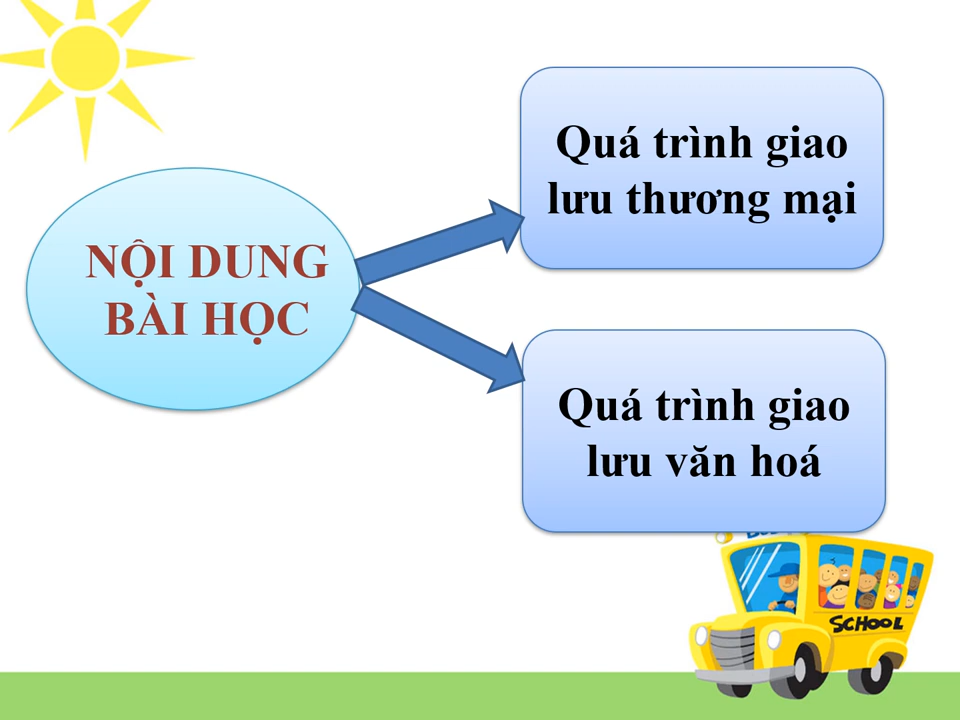 NỘI DUNG
BÀI HỌC
Quá trình giao
lưu thương mại
Quá trình giao
lưu văn hoá
SCHOOL